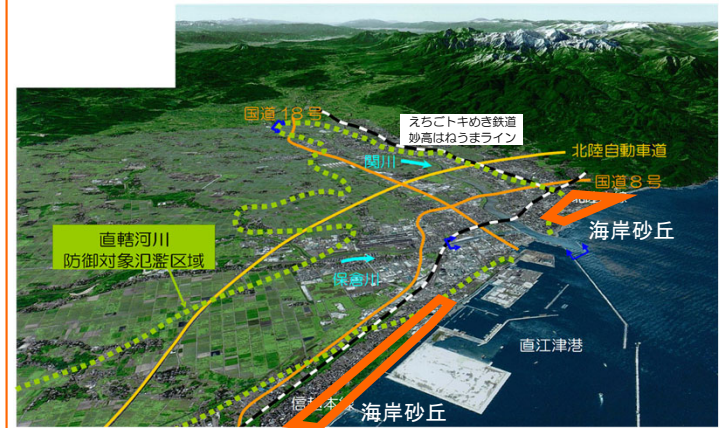 国道18号
えちごトキめき鉄道
妙高はねうまライン
北陸自動車道
関川
国道8号
海岸砂丘
直轄河川
防御対象氾濫区域
保倉川
直江津港
信越本線
海岸砂丘